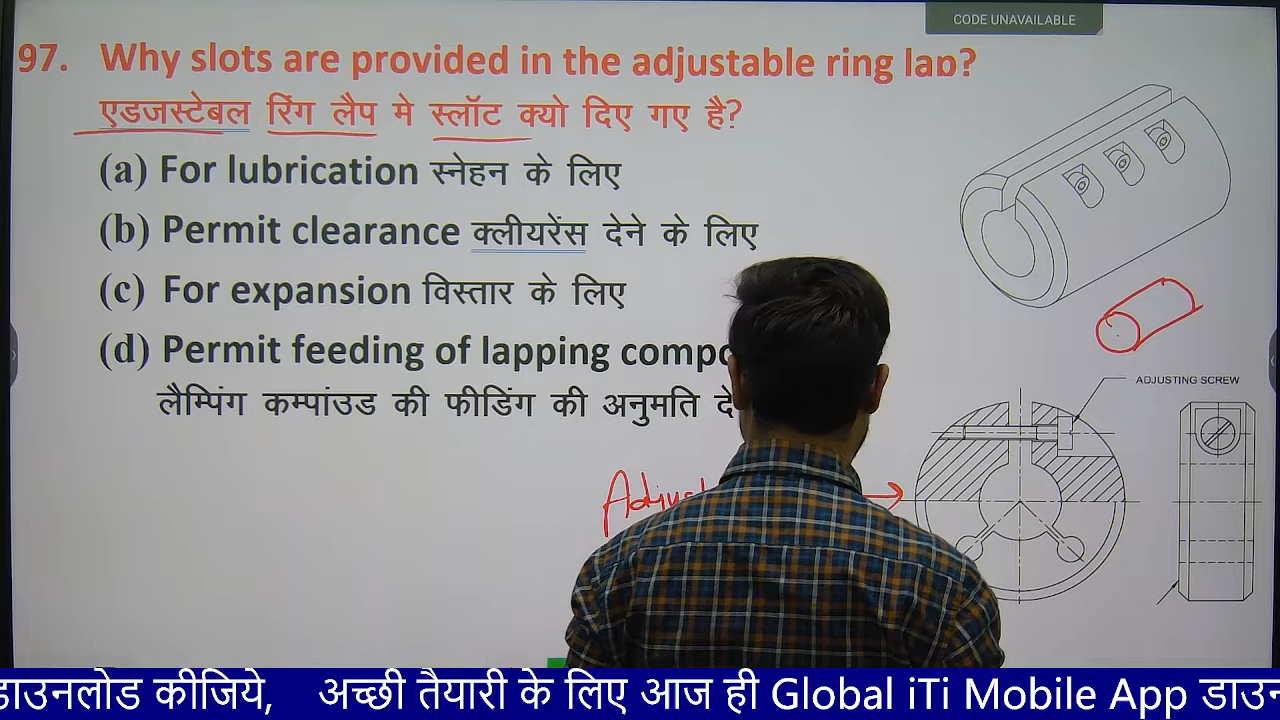 CODE UNAVAILABLE
97. Why slots are provided in the adjustable ring lap?
एडजस्टेबल रिंग लैप मे स्लॉट क्यो दिए गए है?
(a) For lubrication स्नेहन के लिए
(b) Permit clearance क्लीयरेंस देने के लिए
(c) For expansion विस्तार के लिए
(d) Permit feeding of lapping
लैम्पिंग कम्पांउड की फीडिंग की अनुमति
ADJUSTING SCREW
कीजिये, अच्छी तैयारी के लिए आज ही Global iTi Mobile App